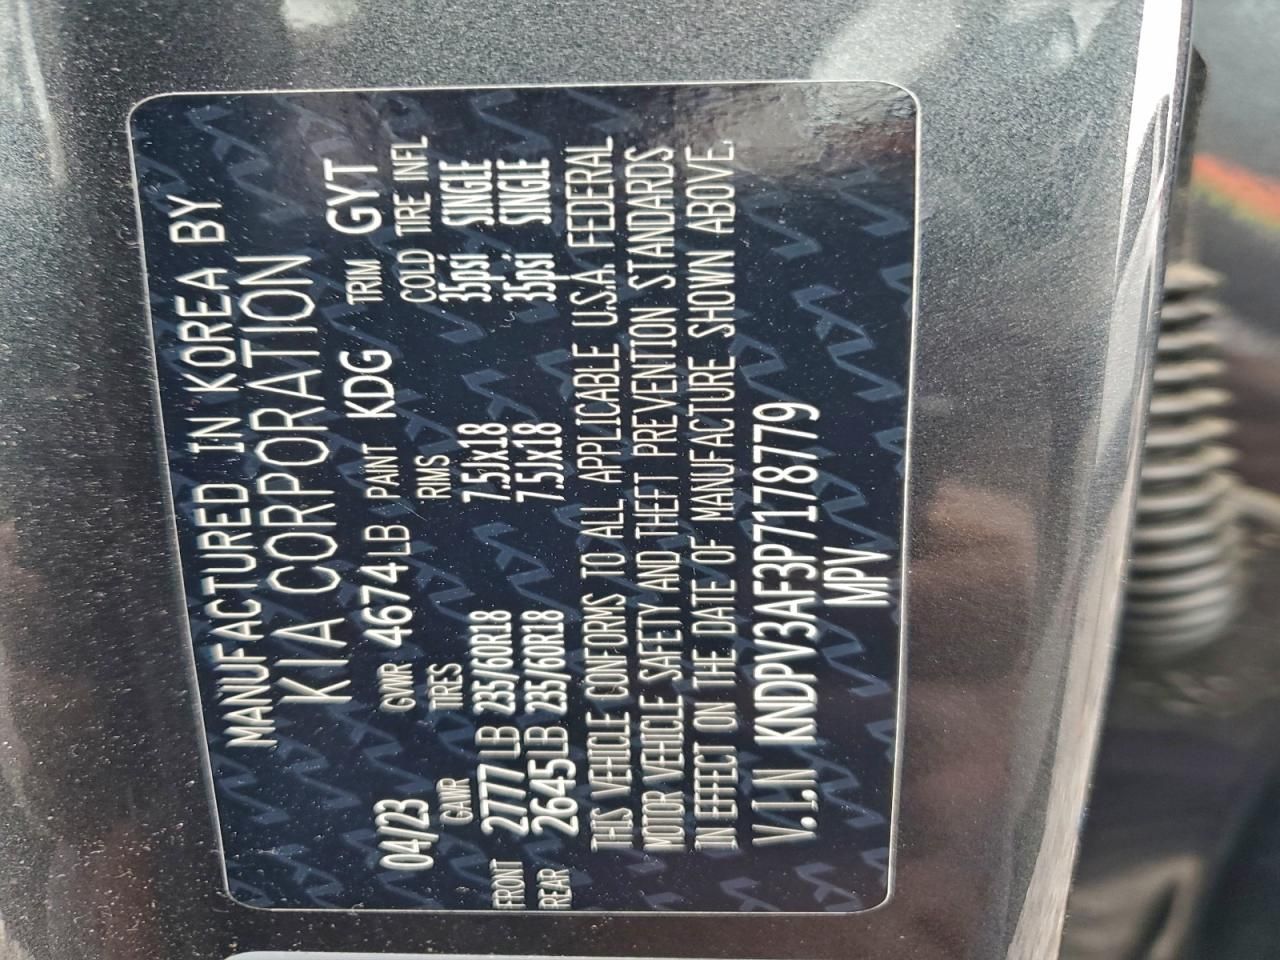 MANUFACTURED IN KOREA BY
KIA CORPORATION
04/23 GVWR 4674LB PAINT KDG TRM GYT
GAWR TIRES RIMS COLD TIRE INFL
FRONT 2777LB 235/60R18 7.5Jx18 35psi SINGLE
REAR 2645LB 235/60R18 7.5Jx18 35psi SINGLE
THIS VEHICLE CONFORMS TO ALL APPLICABLE U.S.A. FEDERAL
MOTOR VEHICLE SAFETY AND THEFT PREVENTION STANDARDS
IN EFFECT ON THE DATE OF MANUFACTURE SHOWN ABOVE.
V.I.N KNDPV3AF3P7178779
MPV